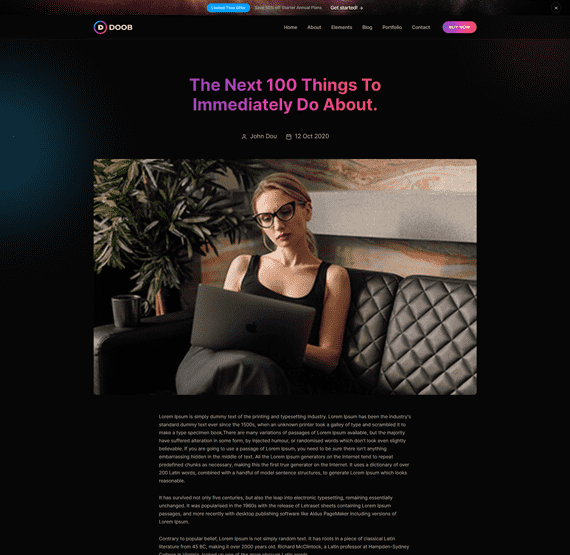 Limited Time Offer Save 50% off Starter Annual Plans Get started!
DOOB Home About Elements Blog Portfolio Contact BUY NOW
The Next 100 Things To
Immediately Do About.
John Dou 12 Oct 2020
Lorem Ipsum is simply dummy text of the printing and typesetting industry. Lorem Ipsum has been the industry's
standard dummy text ever since the 1500s, when an unknown printer took a galley of type and scrambled it to
make a type specimen book.There are many variations of passages of Lorem Ipsum available, but the majority
have suffered alteration in some form, by injected humour, or randomised words which don't look even slightly
believable. If you are going to use a passage of Lorem Ipsum, you need to be sure there isn't anything
embarrassing hidden in the middle of text. All the Lorem Ipsum generators on the Internet tend to repeat
predefined chunks as necessary, making this the first true generator on the Internet. It uses a dictionary of over
200 Latin words, combined with a handful of model sentence structures, to generate Lorem Ipsum which looks
reasonable.
It has survived not only five centuries, but also the leap into electronic typesetting, remaining essentially
unchanged. It was popularised in the 1960s with the release of Letraset sheets containing Lorem Ipsum
passages, and more recently with desktop publishing software like Aldus PageMaker including versions of
Lorem Ipsum.
Contrary to popular belief, Lorem Ipsum is not simply random text. It has roots in a piece of classical Latin
literature from 45 BC, making it over 2000 years old. Richard McClintock, a Latin professor at Hampden-Sydney